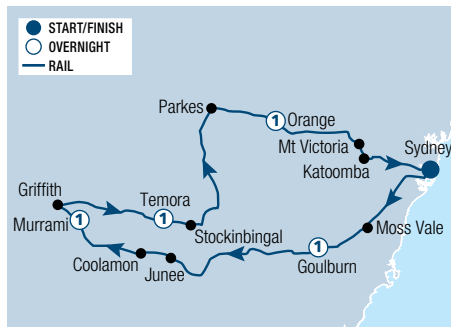 START/FINISH
1 OVERNIGHT
RAIL
Parkes
1 Orange
Mt Victoria
Sydney
Katoomba
Griffith
Temora
1
Murrami 1
Stockinbingal
Moss Vale
1
Coolamon
Junee
Goulburn